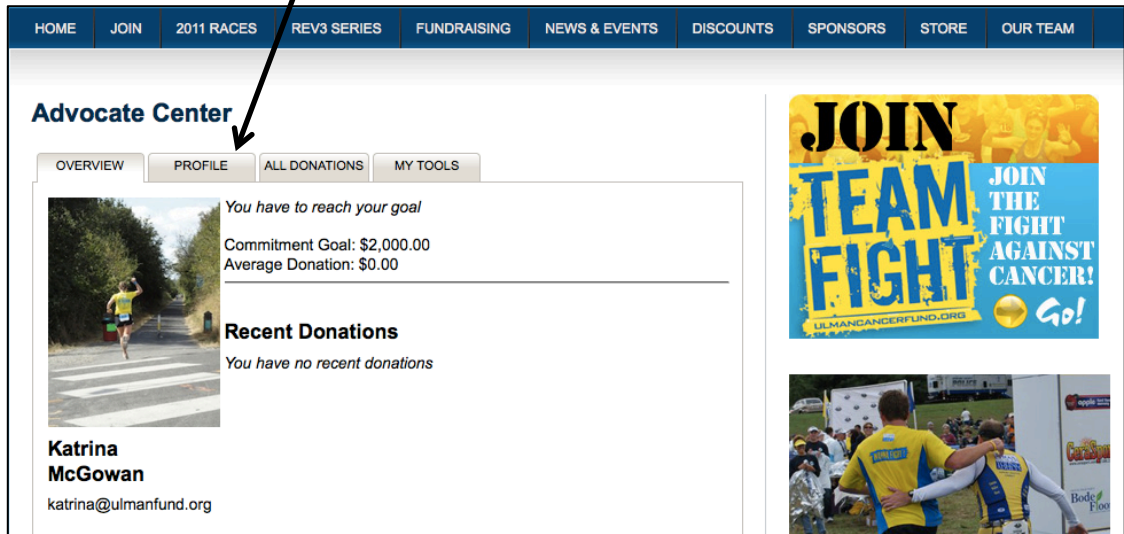 HOME JOIN 2011 RACES REV3 SERIES FUNDRAISING NEWS & EVENTS DISCOUNTS SPONSORS STORE OUR TEAM
Advocate Center
OVERVIEW PROFILE ALL DONATIONS MY TOOLS
You have to reach your goal
Commitment Goal: $2,000.00
Average Donation: $0.00
Recent Donations
You have no recent donations
Katrina
McGowan
katrina@ulmanfund.org
JOIN
TEAM
FIGHT
ULMANCANCERFUND.ORG
JOIN
THE
FIGHT
AGAINST
CANCER!
Go!